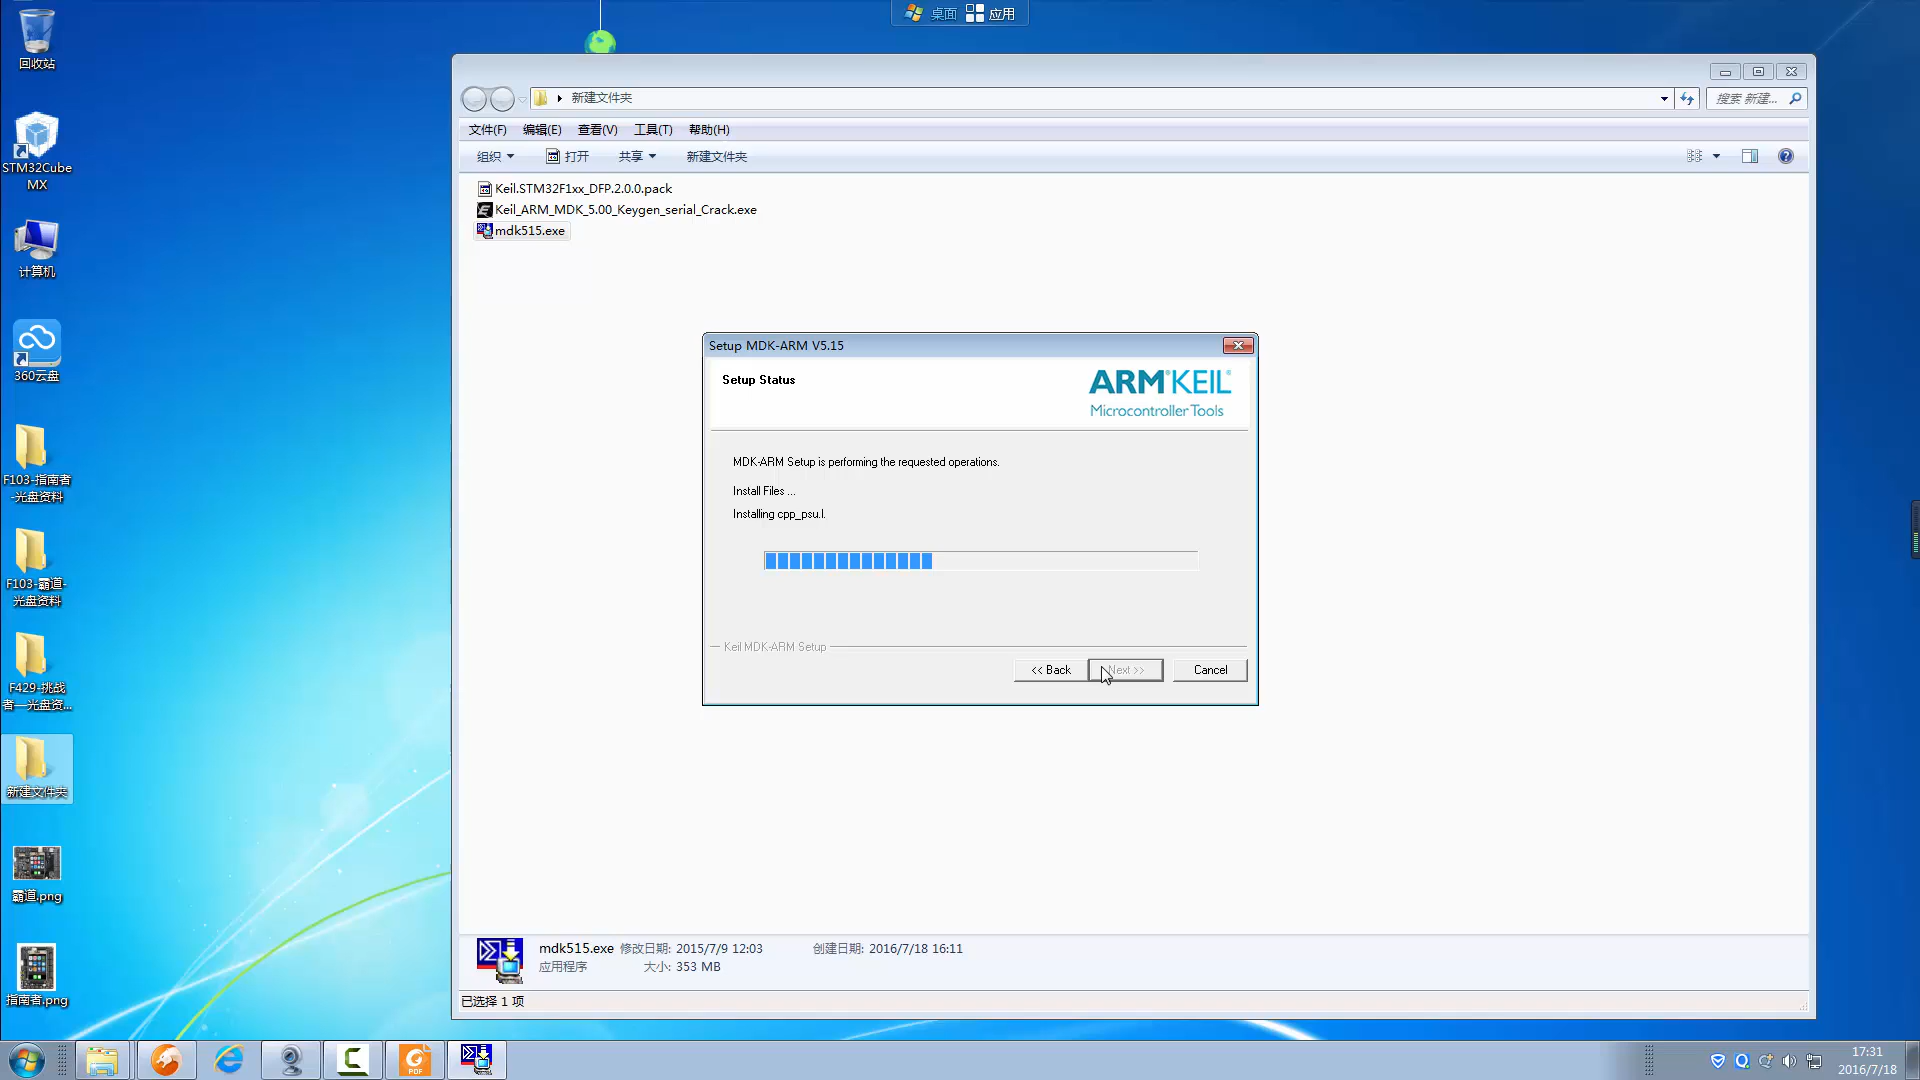 桌面 应用
回收站
STM32Cube
MX
计算机
360云盘
F103-指南者
-光盘资料
F103-霸道-
光盘资料
F429-挑战
者—光盘资...
新建文件夹
霸道.png
指南者.png
新建文件夹
搜索 新建...
文件(F) 编辑(E) 查看(V) 工具(T) 帮助(H)
组织 打开 共享 新建文件夹
Keil.STM32F1xx_DFP.2.0.0.pack
Keil_ARM_MDK_5.00_Keygen_serial_Crack.exe
mdk515.exe
Setup MDK-ARM V5.15
Setup Status
ARM®KEIL®
Microcontroller Tools
MDK-ARM Setup is performing the requested operations.
Install Files ...
Installing cpp_psu.l.
Keil MDK-ARM Setup
<< Back Next >> Cancel
mdk515.exe 修改日期: 2015/7/9 12:03 创建日期: 2016/7/18 16:11
应用程序 大小: 353 MB
已选择 1 项
PDF
17:31
2016/7/18